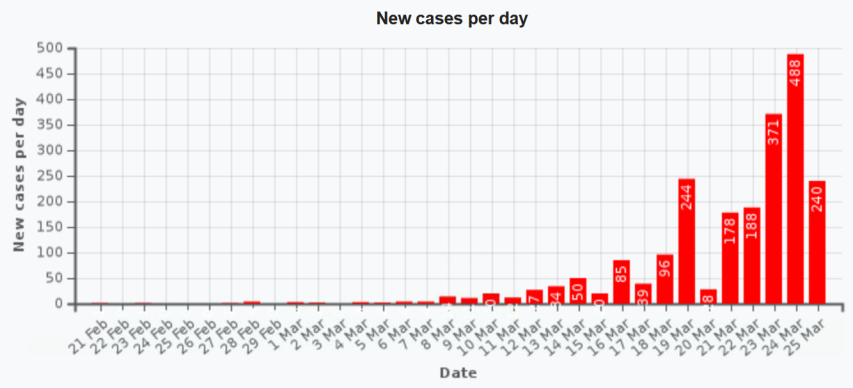 New cases per day
New cases per day
500
450
400
350
300
250
200
150
100
50
0
0
7
34
50
0
85
39
96
244
8
178
188
371
488
240
21 Feb
22 Feb
23 Feb
24 Feb
25 Feb
26 Feb
27 Feb
28 Feb
29 Feb
1 Mar
2 Mar
3 Mar
4 Mar
5 Mar
6 Mar
7 Mar
8 Mar
9 Mar
10 Mar
11 Mar
12 Mar
13 Mar
14 Mar
15 Mar
16 Mar
17 Mar
18 Mar
19 Mar
20 Mar
21 Mar
22 Mar
23 Mar
24 Mar
25 Mar
Date